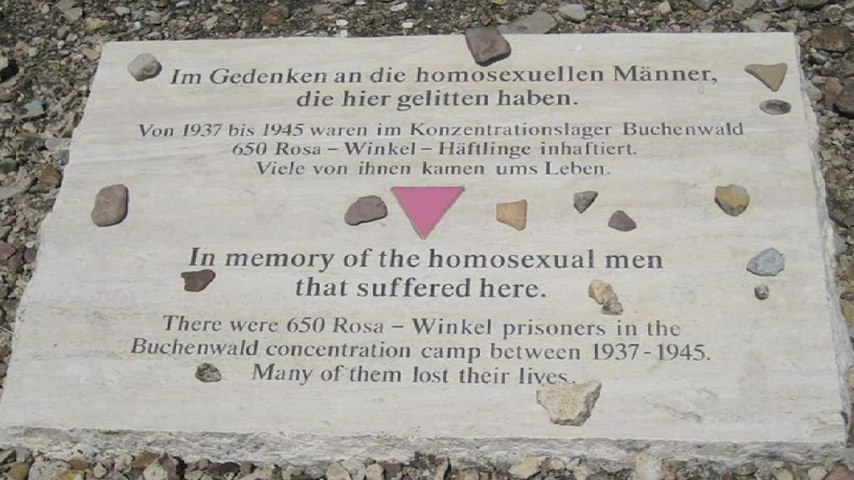 Im Gedenken an die homosexuellen Männer,
die hier gelitten haben.
Von 1937 bis 1945 waren im Konzentrationslager Buchenwald
650 Rosa – Winkel – Häftlinge inhaftiert.
Viele von ihnen kamen ums Leben.
In memory of the homosexual men
that suffered here.
There were 650 Rosa – Winkel prisoners in the
Buchenwald concentration camp between 1937-1945.
Many of them lost their lives.